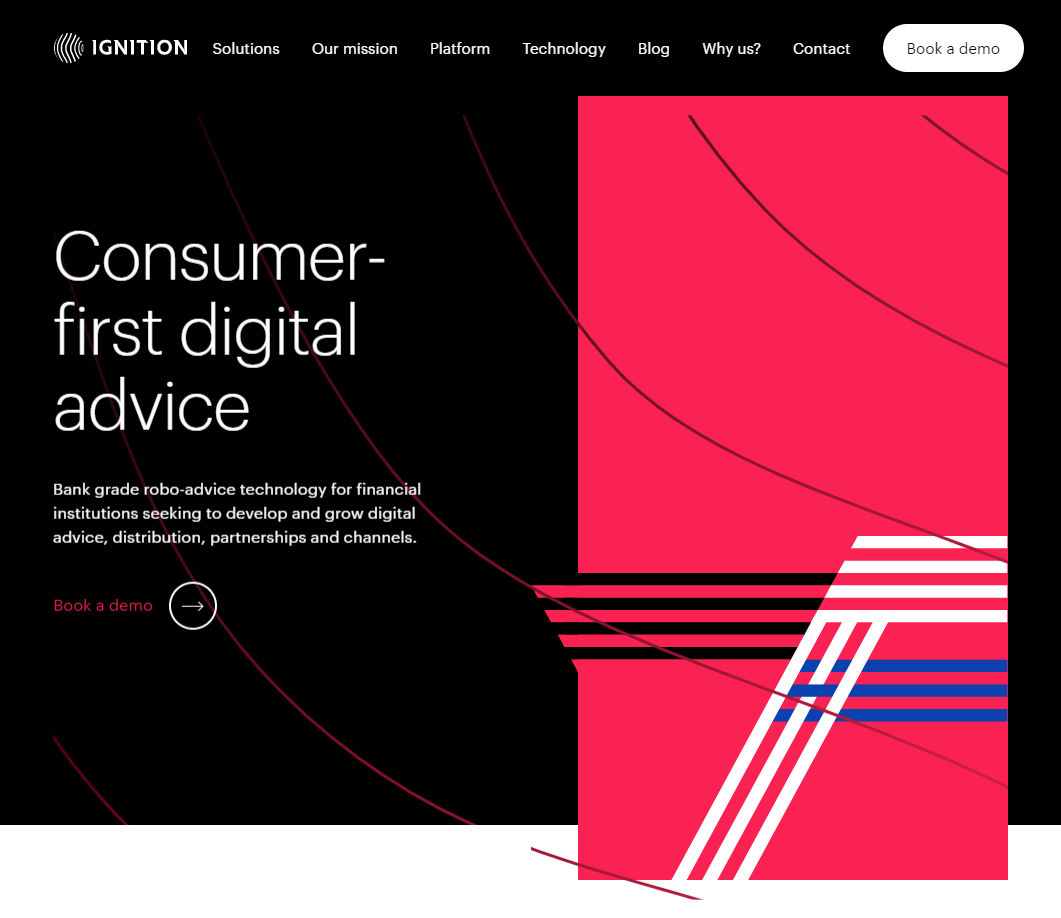 IGNITION Solutions Our mission Platform Technology Blog Why us? Contact Book a demo
Consumer-
first digital
advice
Bank grade robo-advice technology for financial
institutions seeking to develop and grow digital
advice, distribution, partnerships and channels.
Book a demo